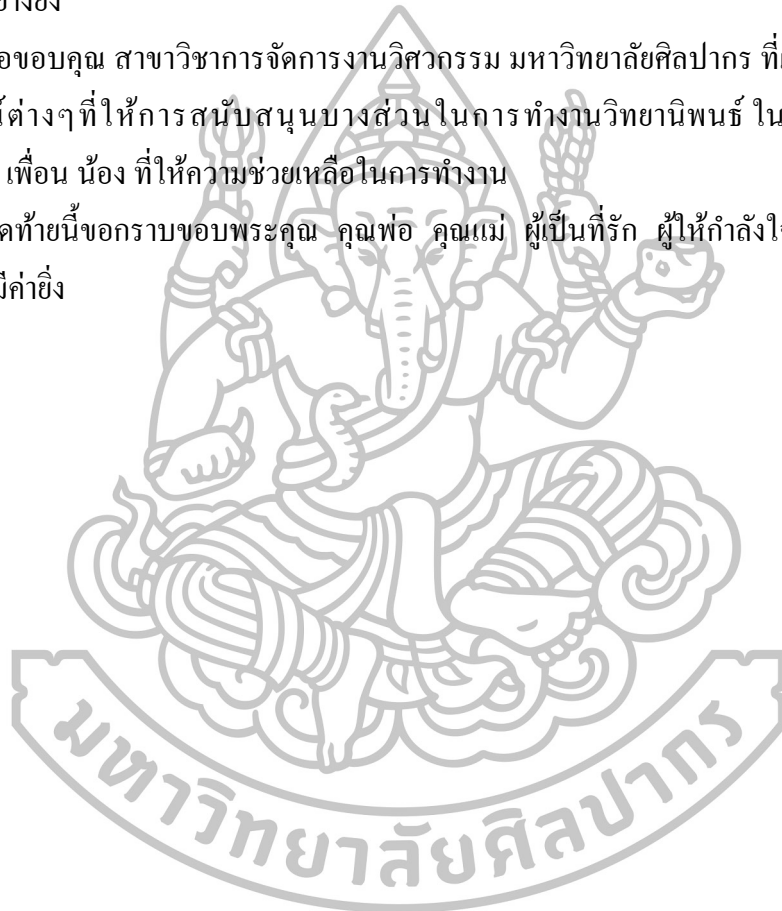 อขอบคุณ สาขาวิชาการจัดการงานวิศวกรรม มหาวิทยาลัยศิลปากร ที่
ต่างๆที่ให้การสนับสนุนบางส่วนในการทำงานวิทยานิพนธ์ ใน
เพื่อน น้อง ที่ให้ความช่วยเหลือในการทำงาน
ดท้ายนี้ขอกราบขอบพระคุณ คุณพ่อ คุณแม่ ผู้เป็นที่รัก ผู้ให้กำลังใจ
มีค่ายิ่ง
มหาวิทยาลัยศิลปากร